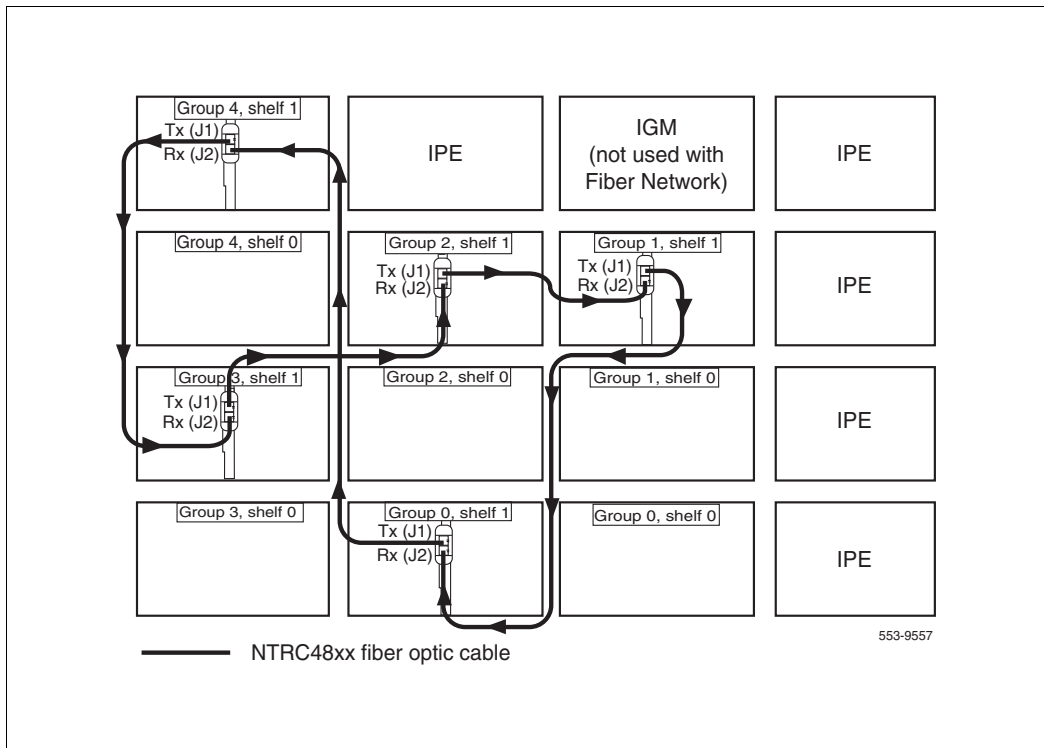 Group 4, shelf 1
Tx (J1)
Rx (J2)
IPE
IGM
(not used with
Fiber Network)
IPE
Group 4, shelf 0
Group 2, shelf 1
Tx (J1)
Rx (J2)
Group 1, shelf 1
Tx (J1)
Rx (J2)
IPE
Group 3, shelf 1
Tx (J1)
Rx (J2)
Group 2, shelf 0
Group 1, shelf 0
IPE
Group 3, shelf 0
Group 0, shelf 1
Tx (J1)
Rx (J2)
Group 0, shelf 0
IPE
553-9557
NTRC48xx fiber optic cable